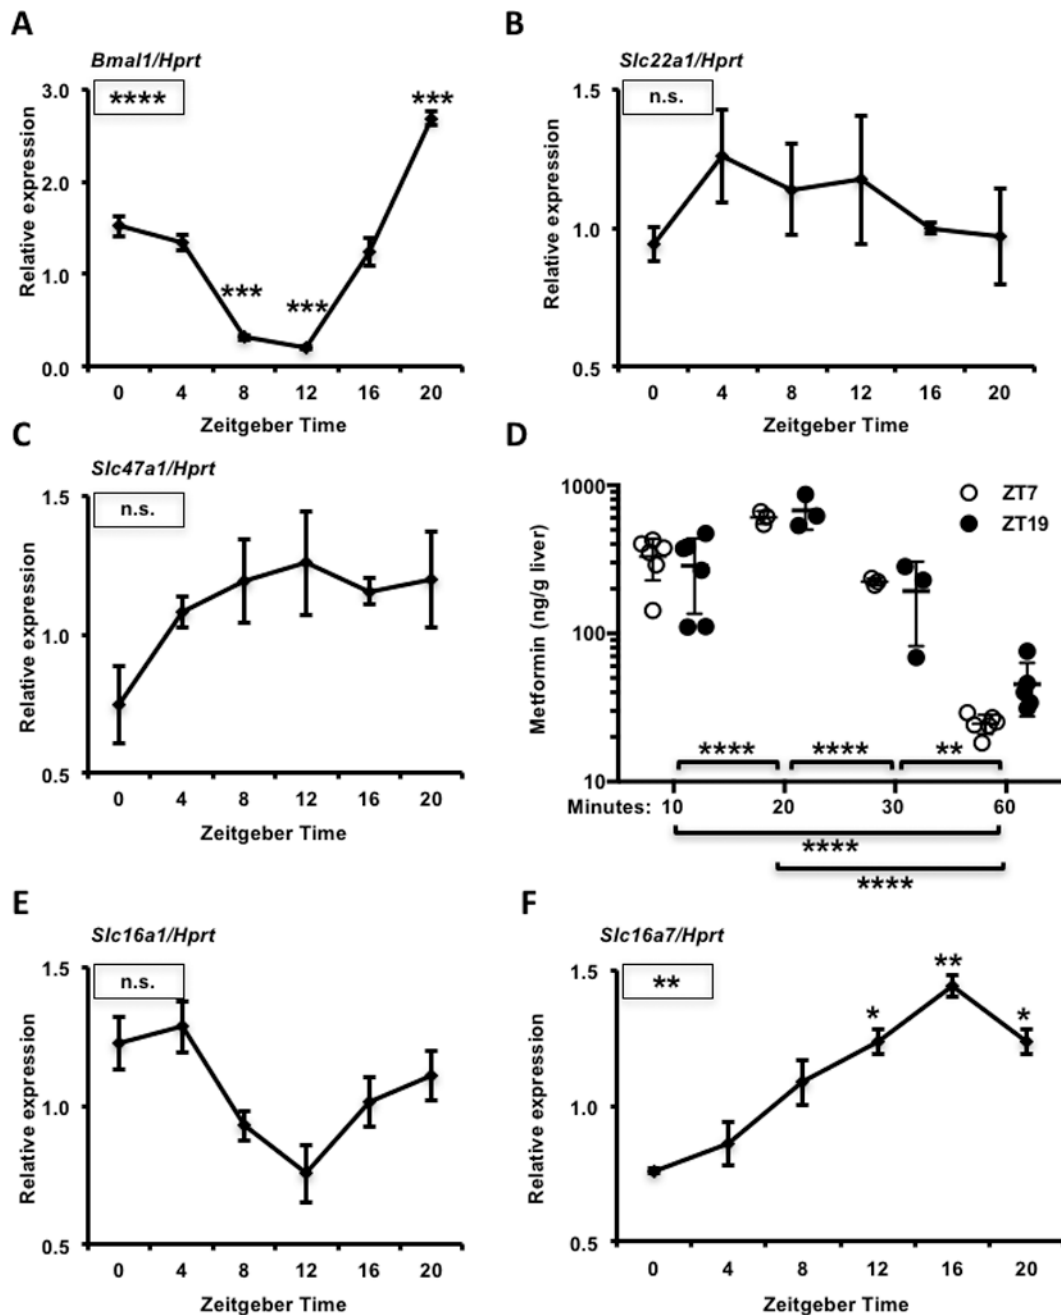 A
Bmal1/Hprt
****
Relative expression
3.0
2.0
1.0
0.0
***
***
***
0 4 8 12 16 20
Zeitgeber Time
B
Slc22a1/Hprt
n.s.
Relative expression
1.5
1.0
0.5
0 4 8 12 16 20
Zeitgeber Time
C
Slc47a1/Hprt
n.s.
Relative expression
1.5
1.0
0.5
0 4 8 12 16 20
Zeitgeber Time
D
ZT7
ZT19
Metformin (ng/g liver)
1000
100
10
**** **** **
Minutes: 10 20 30 60
****
****
E
Slc16a1/Hprt
n.s.
Relative expression
1.5
1.0
0.5
0 4 8 12 16 20
Zeitgeber Time
F
Slc16a7/Hprt
**
Relative expression
1.5
1.0
0.5
*
**
*
0 4 8 12 16 20
Zeitgeber Time